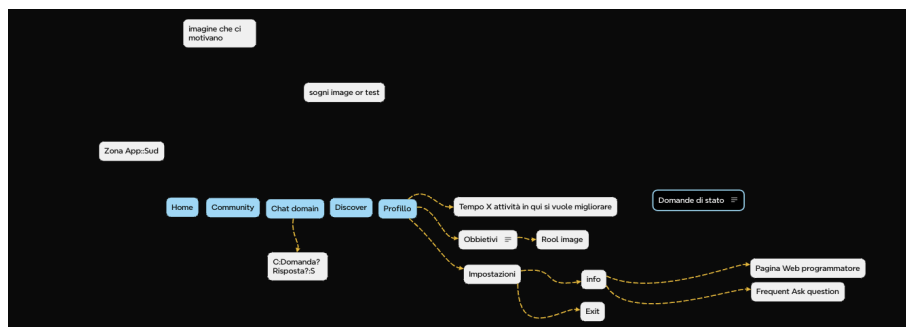 imagine che ci
motivano
sogni image or test
Zona App::Sud
Home
Community
Chat domain
Discover
Profillo
Tempo X attività in qui si vuole migliorare
Domande di stato
C:Domanda?
Risposta?:S
Obbietivi
Rool image
Impostazioni
info
Exit
Pagina Web programmatore
Frequent Ask question